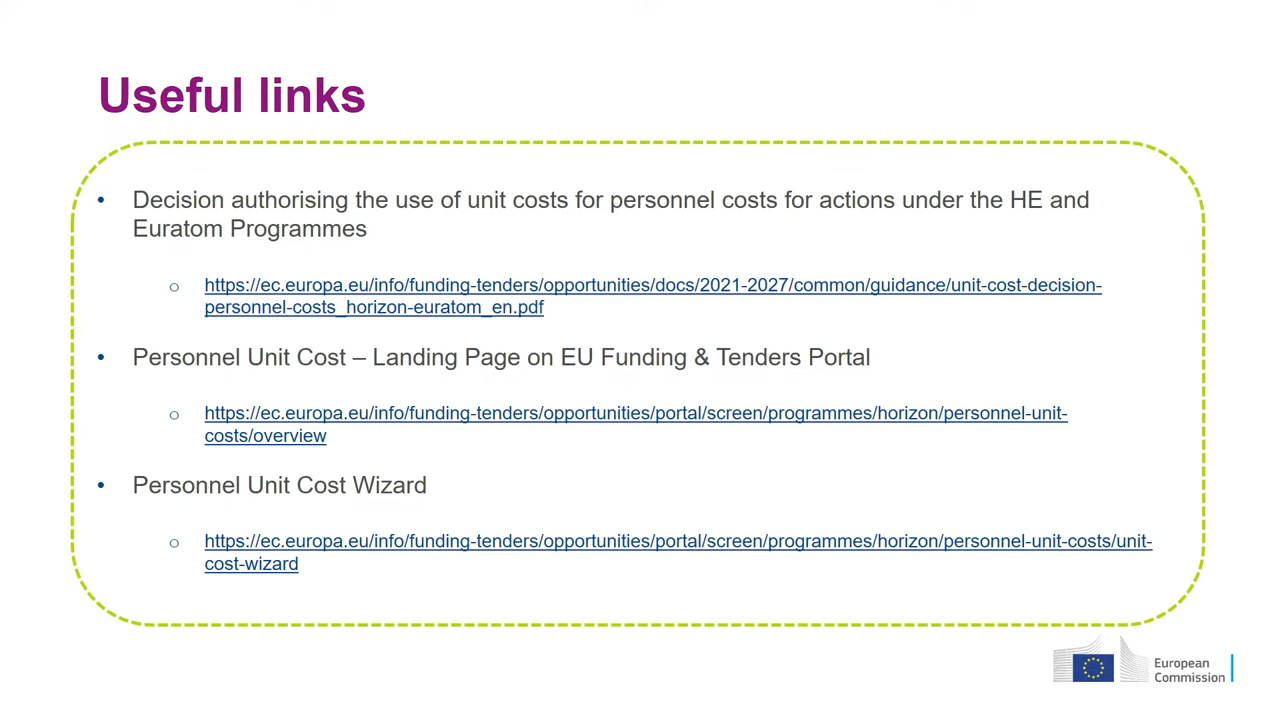 Useful links
• Decision authorising the use of unit costs for personnel costs for actions under the HE and
Euratom Programmes
o https://ec.europa.eu/info/funding-tenders/opportunities/docs/2021-2027/common/guidance/unit-cost-decision-
personnel-costs_horizon-euratom_en.pdf
• Personnel Unit Cost – Landing Page on EU Funding & Tenders Portal
o https://ec.europa.eu/info/funding-tenders/opportunities/portal/screen/programmes/horizon/personnel-unit-
costs/overview
• Personnel Unit Cost Wizard
o https://ec.europa.eu/info/funding-tenders/opportunities/portal/screen/programmes/horizon/personnel-unit-costs/unit-
cost-wizard
European
Commission